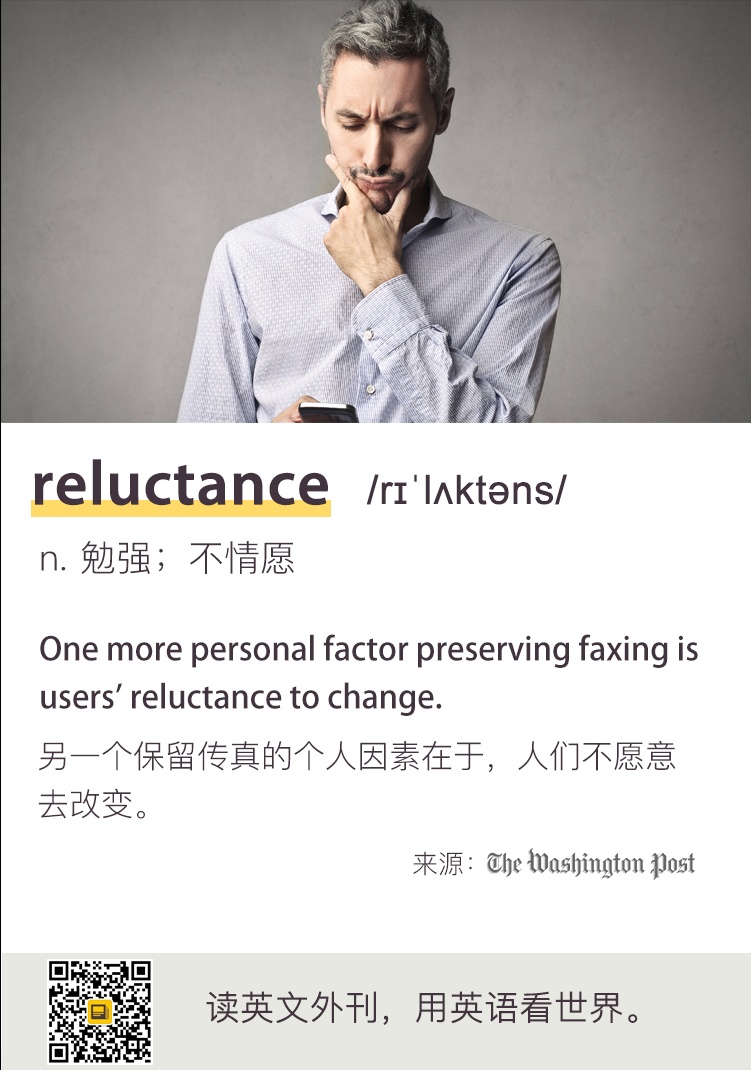 reluctance /rɪˈlʌktəns/
n. 勉强；不情愿
One more personal factor preserving faxing is
users’ reluctance to change.
另一个保留传真的个人因素在于，人们不愿意
去改变。
来源：The Washington Post
读英文外刊，用英语看世界。